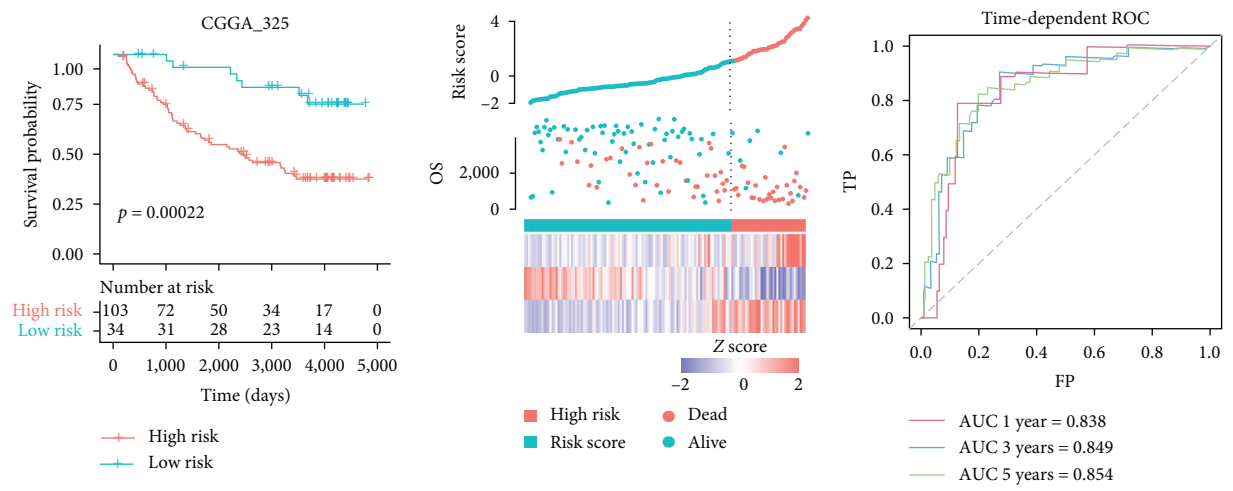 CGGA_325
Survival probability
1.00
0.75
0.50
0.25
0.00
p = 0.00022
Number at risk
High risk 103 72 50 34 17 0
Low risk 34 31 28 23 14 0
0 1,000 2,000 3,000 4,000 5,000
Time (days)
High risk
Low risk
Risk score
4
0
−2
OS
2,000
0
Z score
−2 0 2
High risk Dead
Risk score Alive
Time-dependent ROC
TP
1.0
0.8
0.6
0.4
0.2
0.0
0.0 0.2 0.4 0.6 0.8 1.0
FP
AUC 1 year = 0.838
AUC 3 years = 0.849
AUC 5 years = 0.854